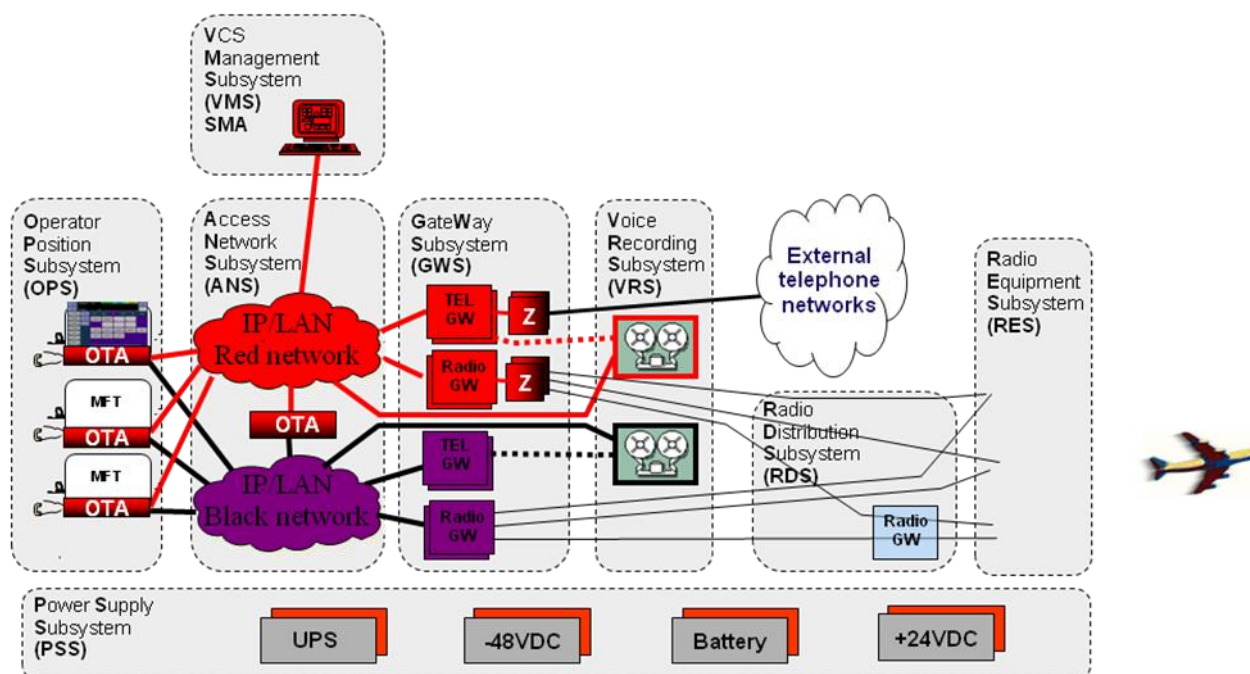 VCS
Management
Subsystem
(VMS)
SMA
Operator
Position
Subsystem
(OPS)
OTA
MFT
OTA
MFT
OTA
Access
Network
Subsystem
(ANS)
IP/LAN
Red network
OTA
IP/LAN
Black network
GateWay
Subsystem
(GWS)
TEL
GW
Z
Radio
GW
Z
TEL
GW
Radio
GW
Voice
Recording
Subsystem
(VRS)
External
telephone
networks
Radio
Distribution
Subsystem
(RDS)
Radio
GW
Radio
Equipment
Subsystem
(RES)
Power Supply
Subsystem
(PSS)
UPS
-48VDC
Battery
+24VDC